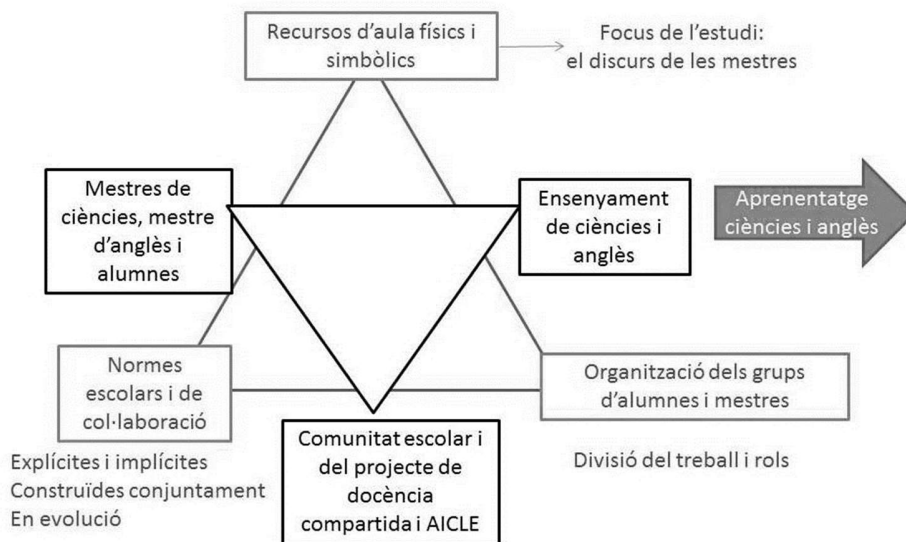 Recursos d’aula físics i
simbòlics
Focus de l’estudi:
el discurs de les mestres
Mestres de
ciències, mestre
d’anglès i
alumnes
Ensenyament
de ciències i
anglès
Aprenentatge
ciències i anglès
Normes
escolars i de
col·laboració
Organització dels grups
d’alumnes i mestres
Explícites i implícites
Construïdes conjuntament
En evolució
Comunitat escolar i
del projecte de
docència
compartida i AICLE
Divisió del treball i rols